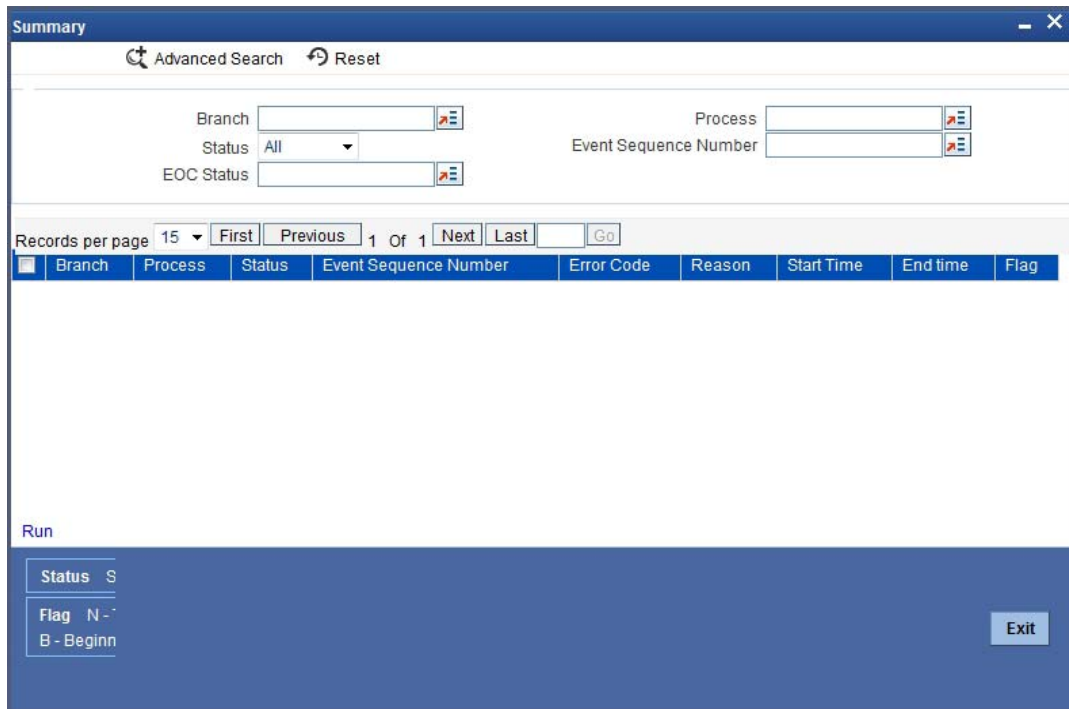 Summary
Advanced Search Reset
Branch Process
Status All Event Sequence Number
EOC Status
Records per page 15 First Previous 1 Of 1 Next Last Go
Branch Process Status Event Sequence Number Error Code Reason Start Time End time Flag
Run
Status S
Flag N -
B - Beginn
Exit